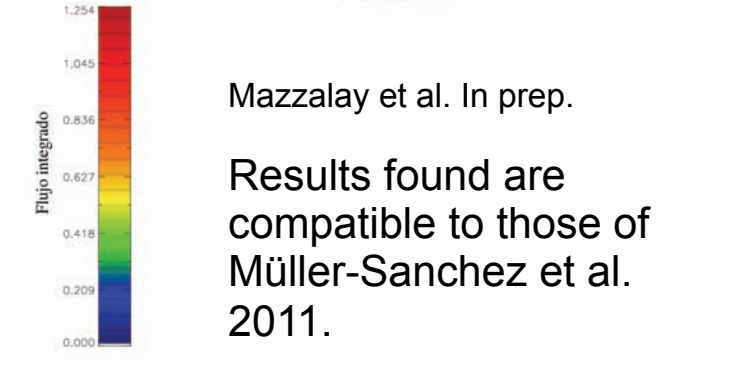 1.254
1.045
0.836
0.627
0.418
0.209
0.000
Flujo integrado
Mazzalay et al. In prep.
Results found are
compatible to those of
Müller-Sanchez et al.
2011.